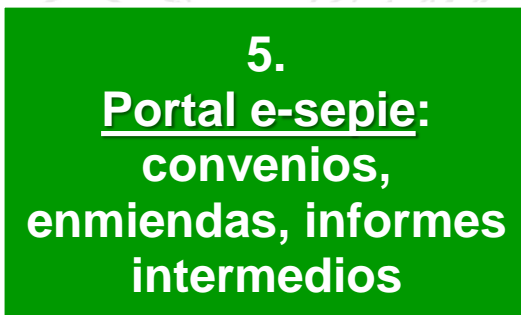 5.
Portal e-sepie:
convenios,
enmiendas, informes
intermedios